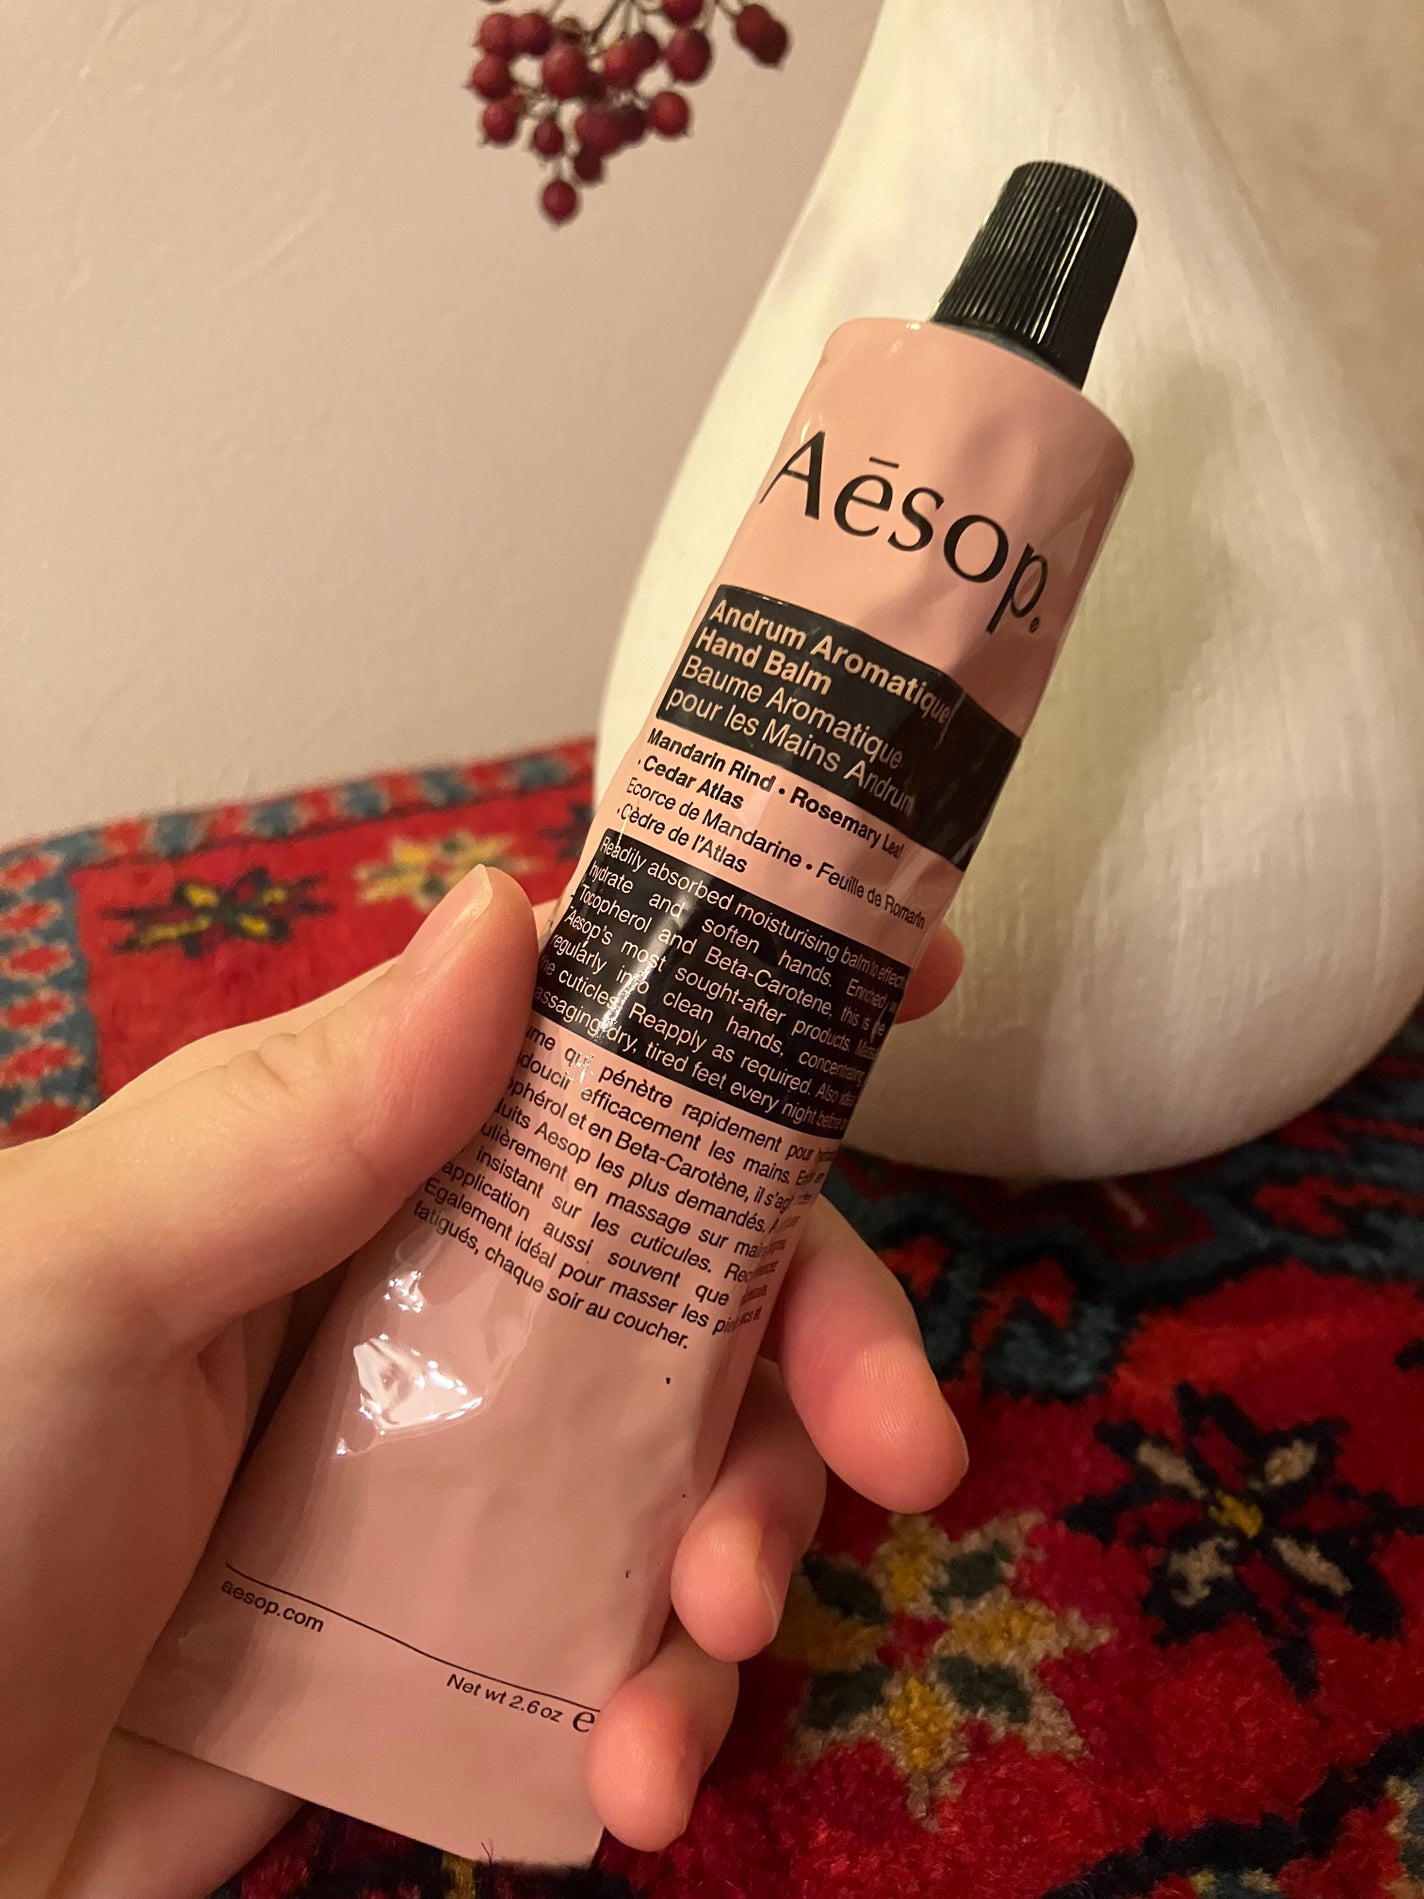 Aēsop.
Andrum Aromatique
Hand Balm
Baume Aromatique
pour les Mains Andrum
Mandarin Rind • Rosemary Leaf
• Cedar Atlas
Ecorce de Mandarine • Feuille de Romarin
• Cèdre de l'Atlas
Readily absorbed moisturising balm to
hydrate and soften hands. Enriched
Tocopherol and Beta-Carotene, this is
Aesop's most sought-after products.
regularly into clean hands, concentrating
cuticles. Reapply as required. Also
dry, tired feet every night before
qui pénètre rapidement pour
efficacement les mains.
et en Beta-Carotène, il s'agit
Aesop les plus demandés.
en massage sur
insistant sur les cuticules.
application aussi souvent que
Egalement idéal pour masser les
fatigués, chaque soir au coucher.
aesop.com
Net wt 2.6 oz e